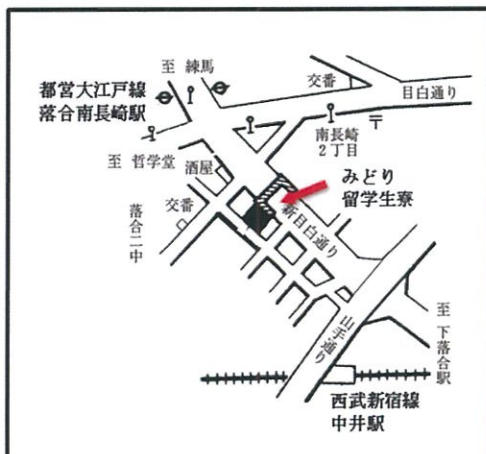 至 練馬
都営大江戸線
落合南長崎駅
交番
目白通り
南長崎
2丁目
〒
至 哲学堂
酒屋
みどり
留学生寮
交番
新目白通り
落合二中
山手通り
至 下落合駅
西武新宿線
中井駅